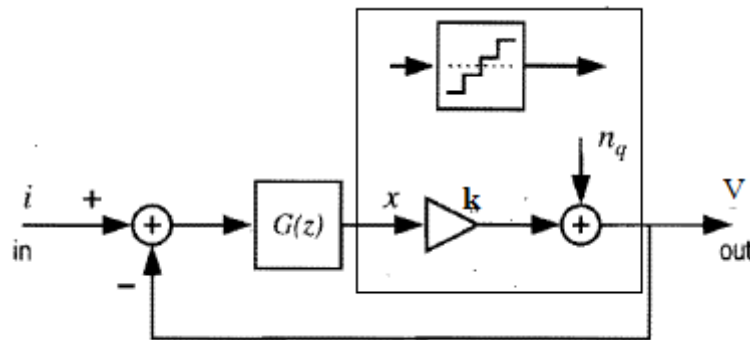 n_q
i
+
+
G(z)
x
k
+
V
in
−
out